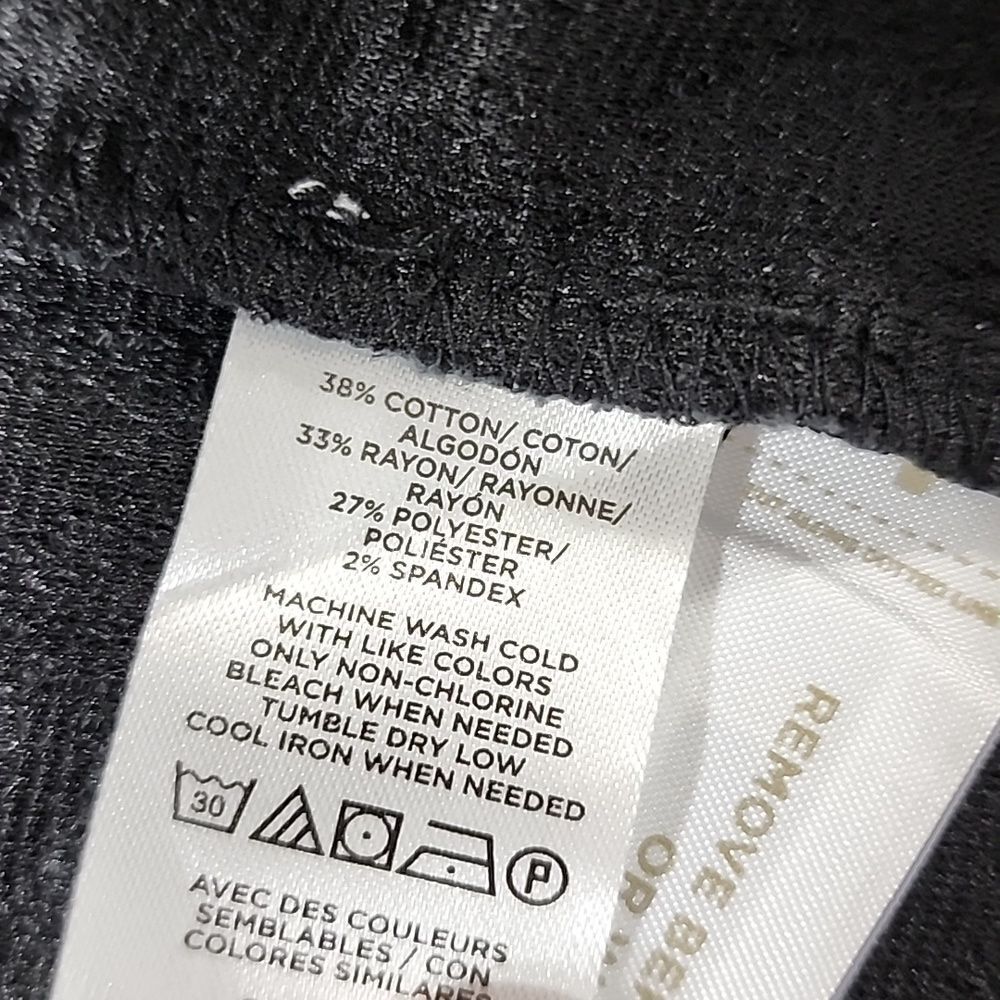 38% COTTON/ COTON/
ALGODÓN
33% RAYON/ RAYONNE/
RAYÓN
27% POLYESTER/
POLIÉSTER
2% SPANDEX
MACHINE WASH COLD
WITH LIKE COLORS
ONLY NON-CHLORINE
BLEACH WHEN NEEDED
TUMBLE DRY LOW
COOL IRON WHEN NEEDED
30
P
AVEC DES COULEURS
SEMBLABLES / CON
COLORES SIMILARES
REMOVE
OR